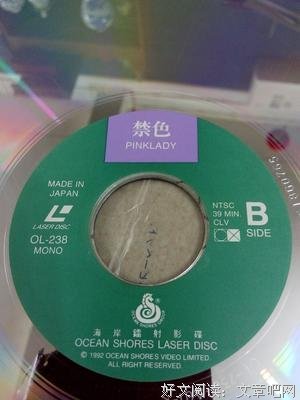 禁色
PINKLADY
MADE IN
JAPAN
LASER DISC
OL-238
MONO
NTSC
39 MIN.
CLV
B
SIDE
OCEAN SHORES
海岸鐳射影碟
OCEAN SHORES LASER DISC
© 1992 OCEAN SHORES VIDEO LIMITED.
ALL RIGHT RESERVED.
好文阅读：文章吧网